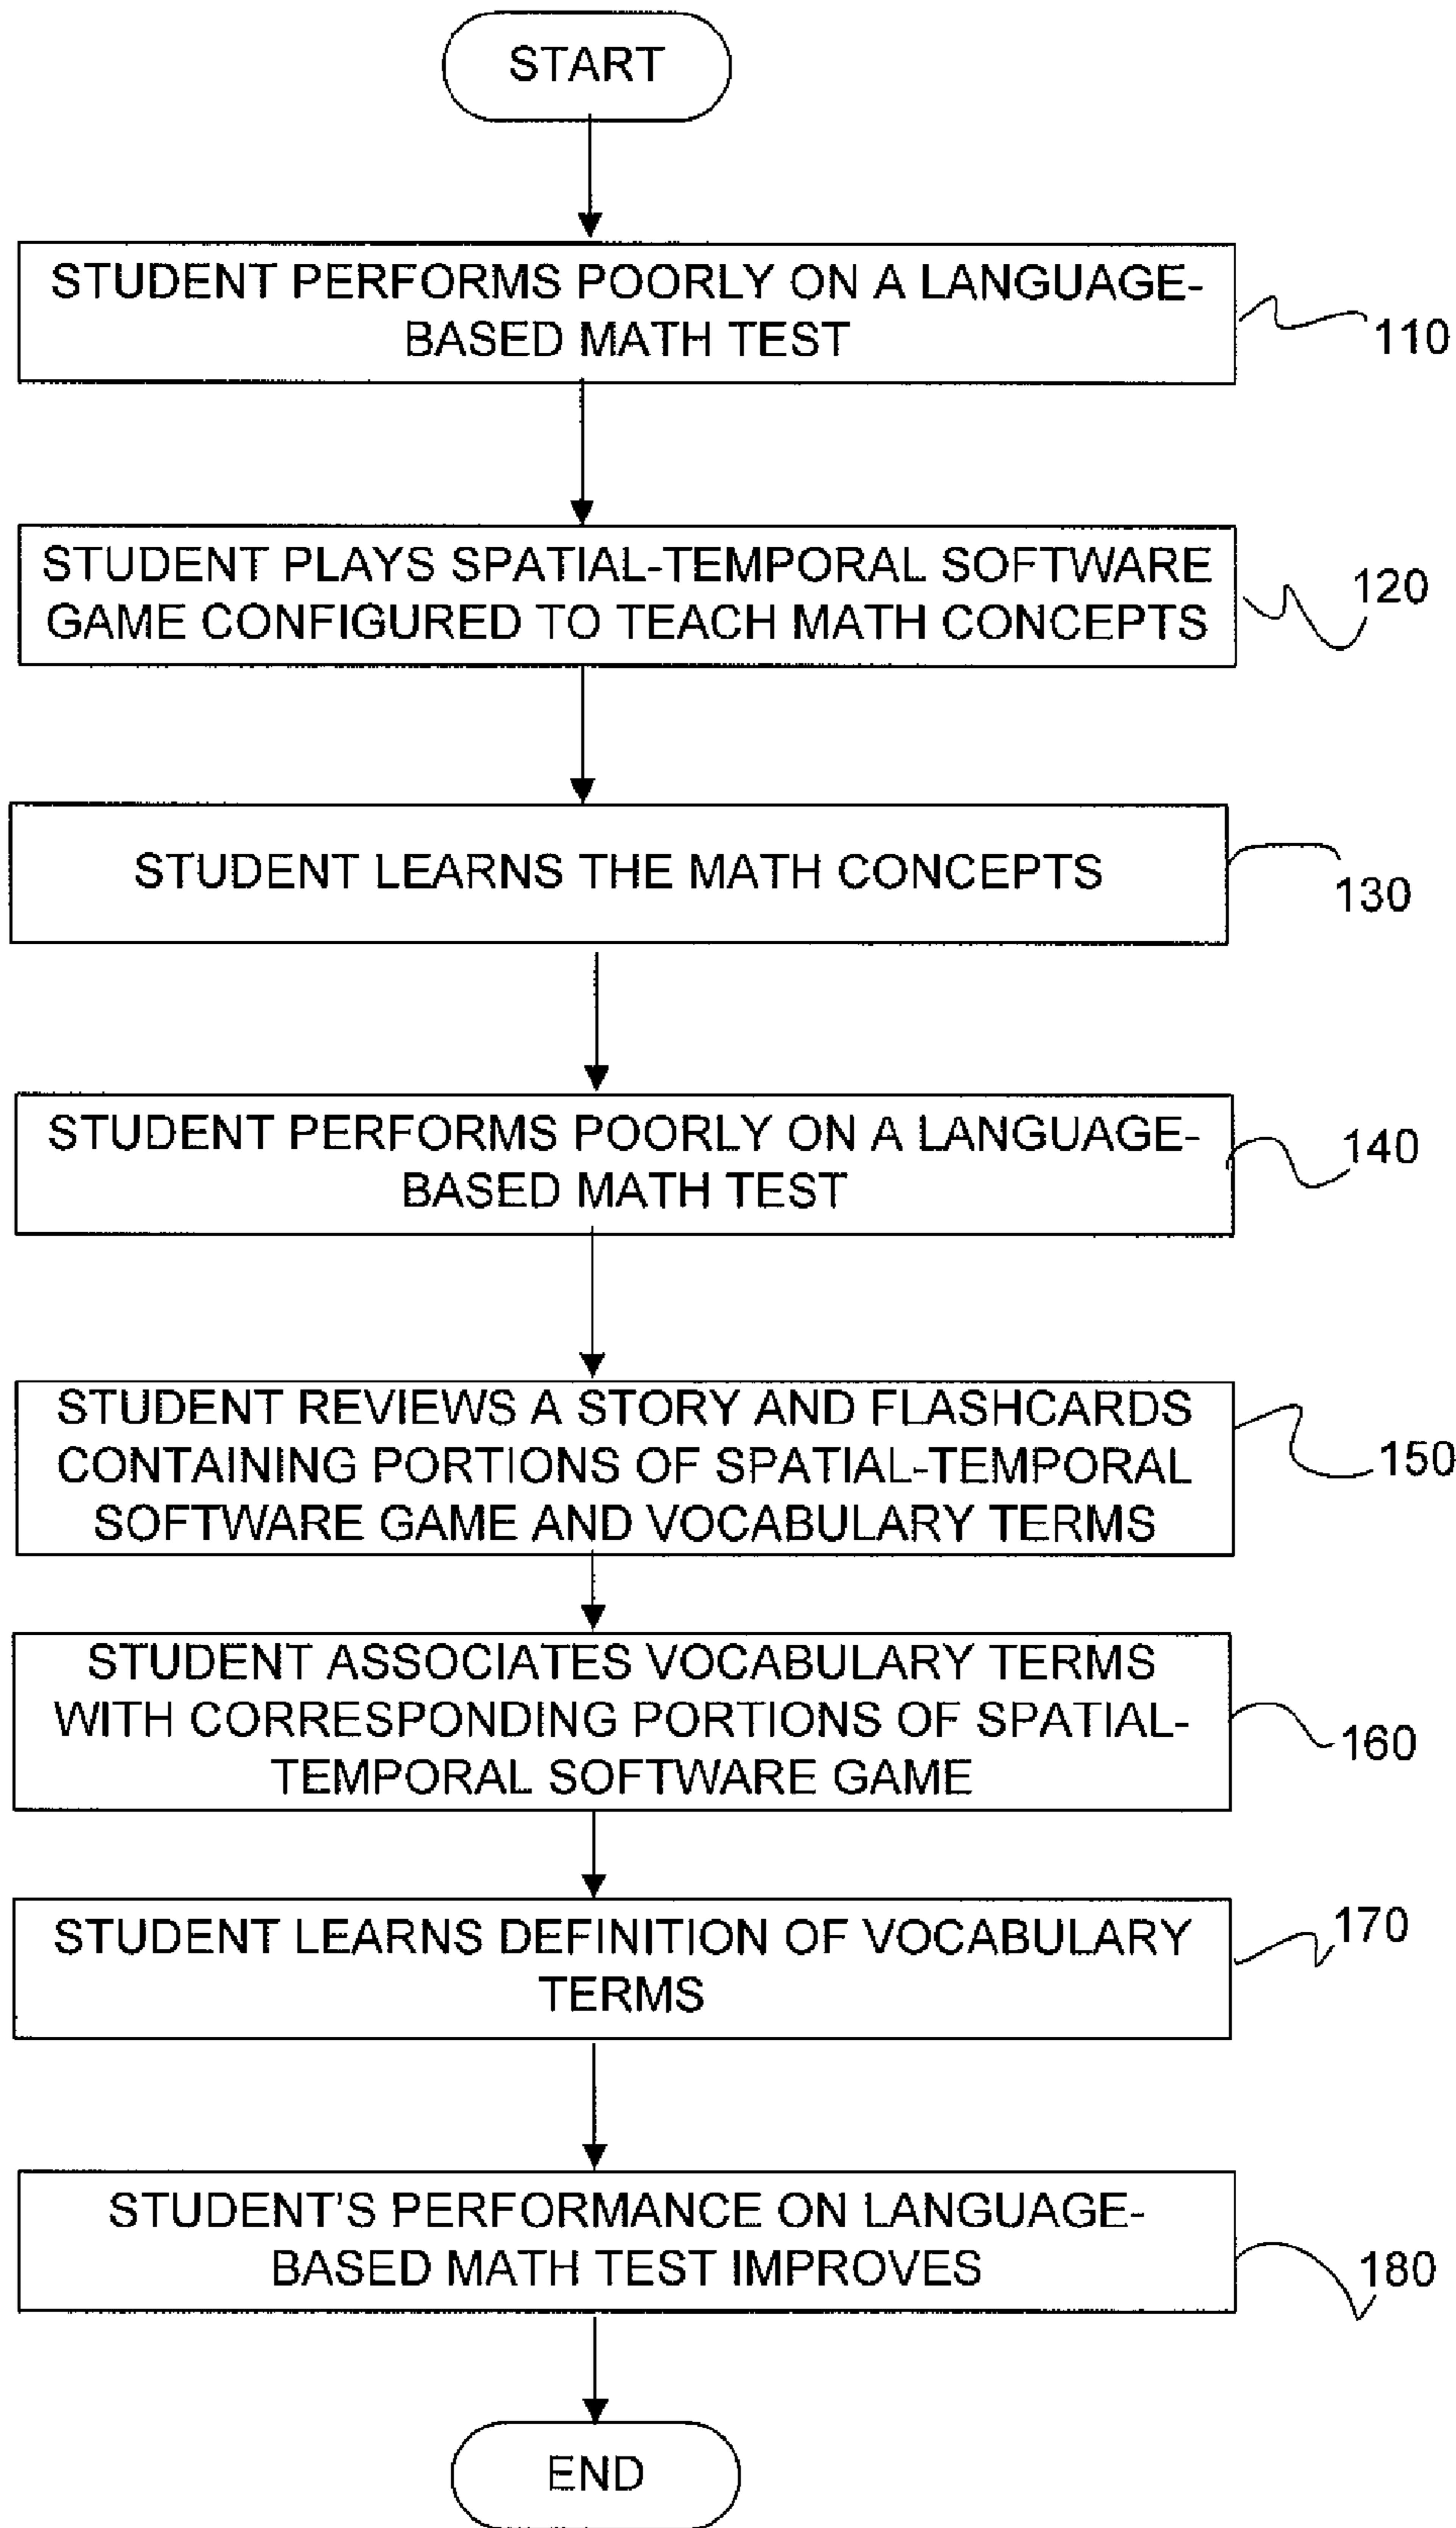 START
STUDENT PERFORMS POORLY ON A LANGUAGE-
BASED MATH TEST
110
STUDENT PLAYS SPATIAL-TEMPORAL SOFTWARE
GAME CONFIGURED TO TEACH MATH CONCEPTS
120
STUDENT LEARNS THE MATH CONCEPTS
130
STUDENT PERFORMS POORLY ON A LANGUAGE-
BASED MATH TEST
140
STUDENT REVIEWS A STORY AND FLASHCARDS
CONTAINING PORTIONS OF SPATIAL-TEMPORAL
SOFTWARE GAME AND VOCABULARY TERMS
150
STUDENT ASSOCIATES VOCABULARY TERMS
WITH CORRESPONDING PORTIONS OF SPATIAL-
TEMPORAL SOFTWARE GAME
160
STUDENT LEARNS DEFINITION OF VOCABULARY
TERMS
170
STUDENT'S PERFORMANCE ON LANGUAGE-
BASED MATH TEST IMPROVES
180
END